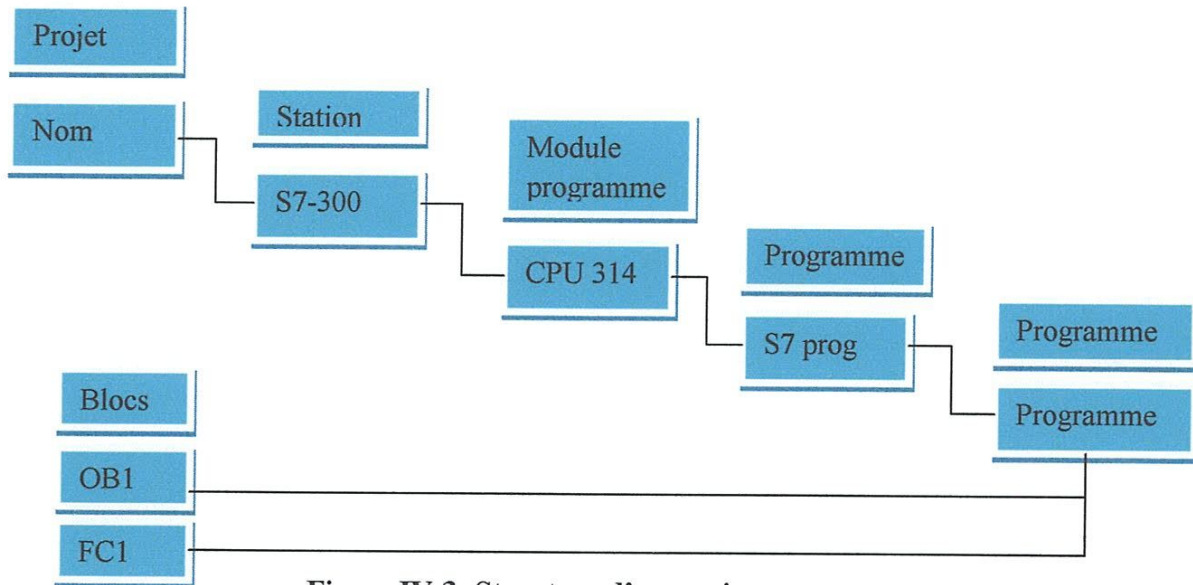 Projet
Nom
Station
S7-300
Module
programme
CPU 314
Programme
S7 prog
Programme
Programme
Blocs
OB1
FC1